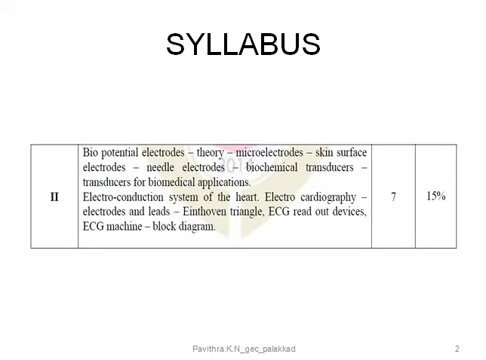 SYLLABUS
Bio potential electrodes – theory – microelectrodes – skin surface
electrodes – needle electrodes – biochemical transducers –
transducers for biomedical applications.
II
Electro-conduction system of the heart. Electro cardiography –
7
15%
electrodes and leads – Einthoven triangle, ECG read out devices,
ECG machine – block diagram.
Pavithra.K.N_gec_palakkad
2